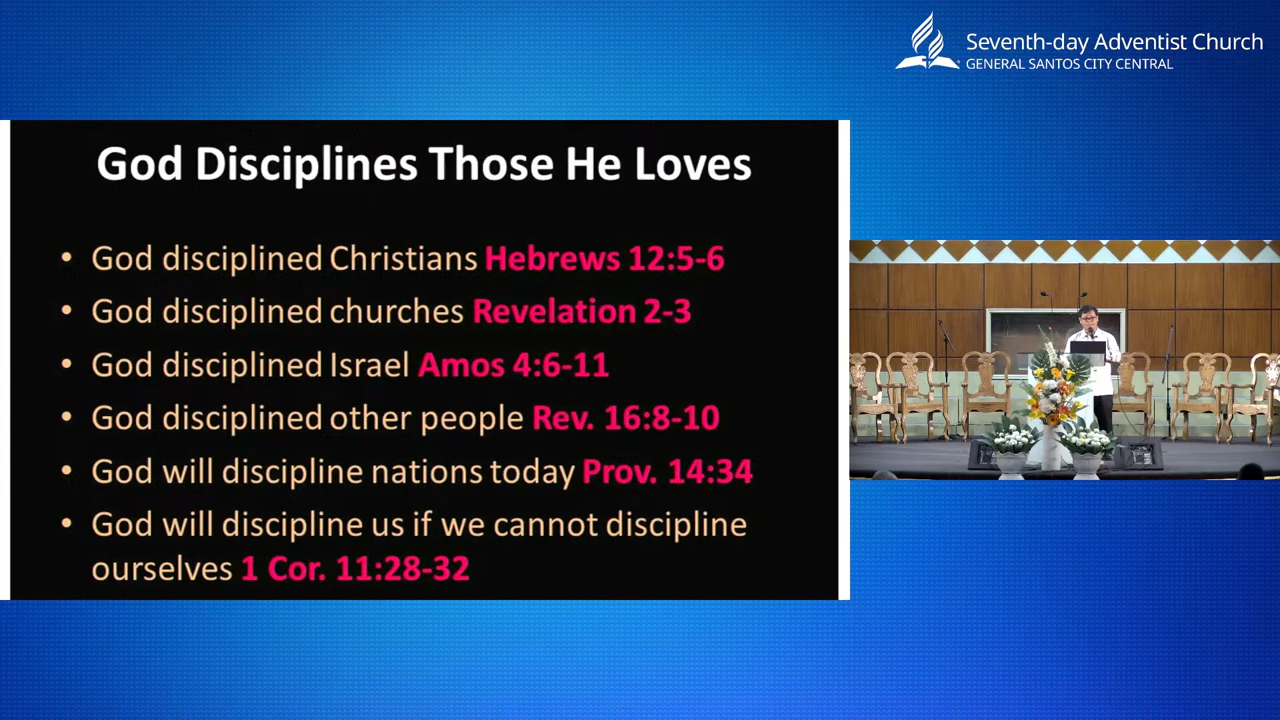 Seventh-day Adventist Church
GENERAL SANTOS CITY CENTRAL
God Disciplines Those He Loves
• God disciplined Christians Hebrews 12:5-6
• God disciplined churches Revelation 2-3
• God disciplined Israel Amos 4:6-11
• God disciplined other people Rev. 16:8-10
• God will discipline nations today Prov. 14:34
• God will discipline us if we cannot discipline
ourselves 1 Cor. 11:28-32